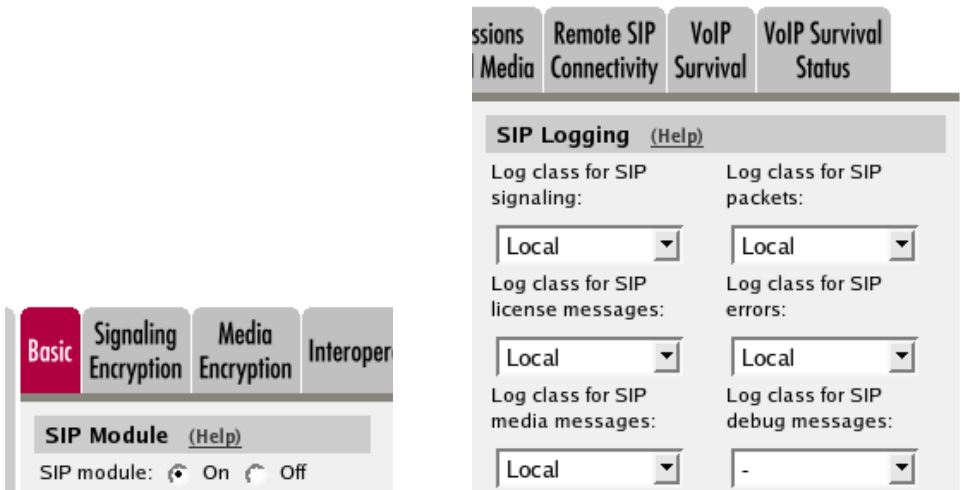 Basic
Signaling
Encryption
Media
Encryption
SIP Module (Help)
SIP module: On Off
Remote SIP
Connectivity
VoIP
Survival
VoIP Survival
Status
Media
SIP Logging (Help)
Log class for SIP
signaling:
Local
Log class for SIP
packets:
Local
Log class for SIP
license messages:
Local
Log class for SIP
errors:
Local
Log class for SIP
media messages:
Local
Log class for SIP
debug messages:
-